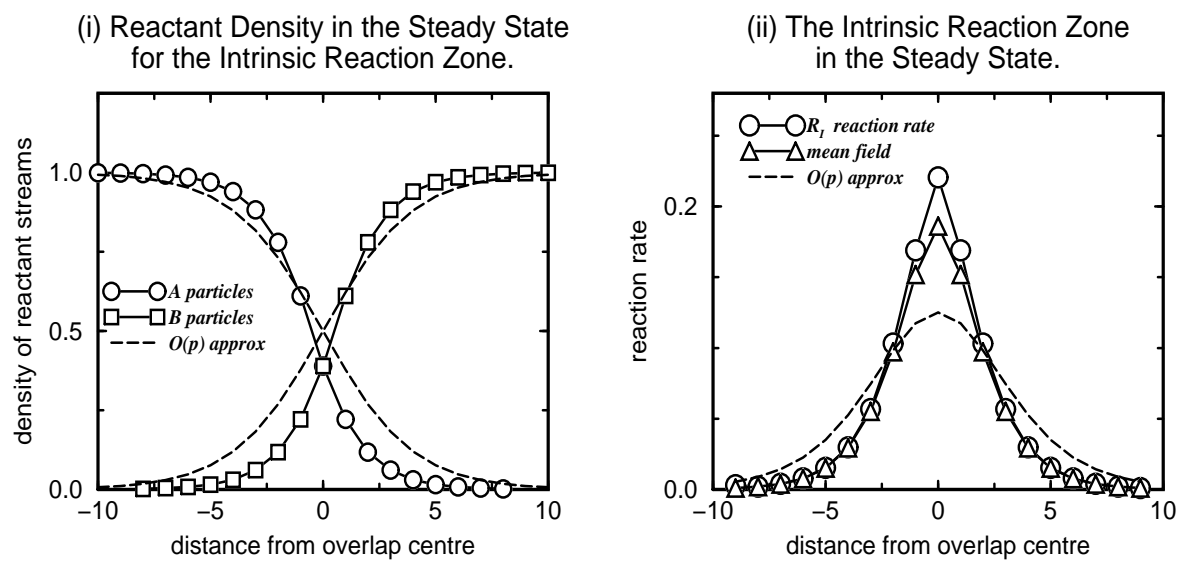 (i) Reactant Density in the Steady State
for the Intrinsic Reaction Zone.
1.0
0.5
0.0
density of reactant streams
A particles
B particles
O(p) approx
−10
−5
0
5
10
distance from overlap centre
(ii) The Intrinsic Reaction Zone
in the Steady State.
0.2
0.0
reaction rate
R_I reaction rate
mean field
O(p) approx
−10
−5
0
5
10
distance from overlap centre